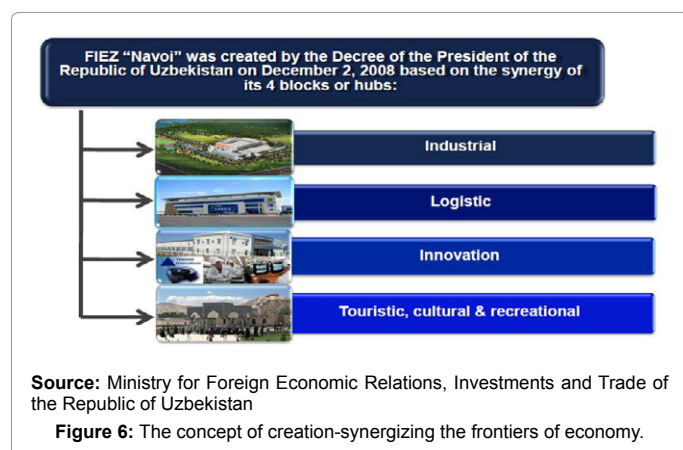 FIEZ “Navoi” was created by the Decree of the President of the
Republic of Uzbekistan on December 2, 2008 based on the synergy of
its 4 blocks or hubs:
Industrial
Logistic
Innovation
Touristic, cultural & recreational
Source: Ministry for Foreign Economic Relations, Investments and Trade of
the Republic of Uzbekistan
Figure 6: The concept of creation-synergizing the frontiers of economy.